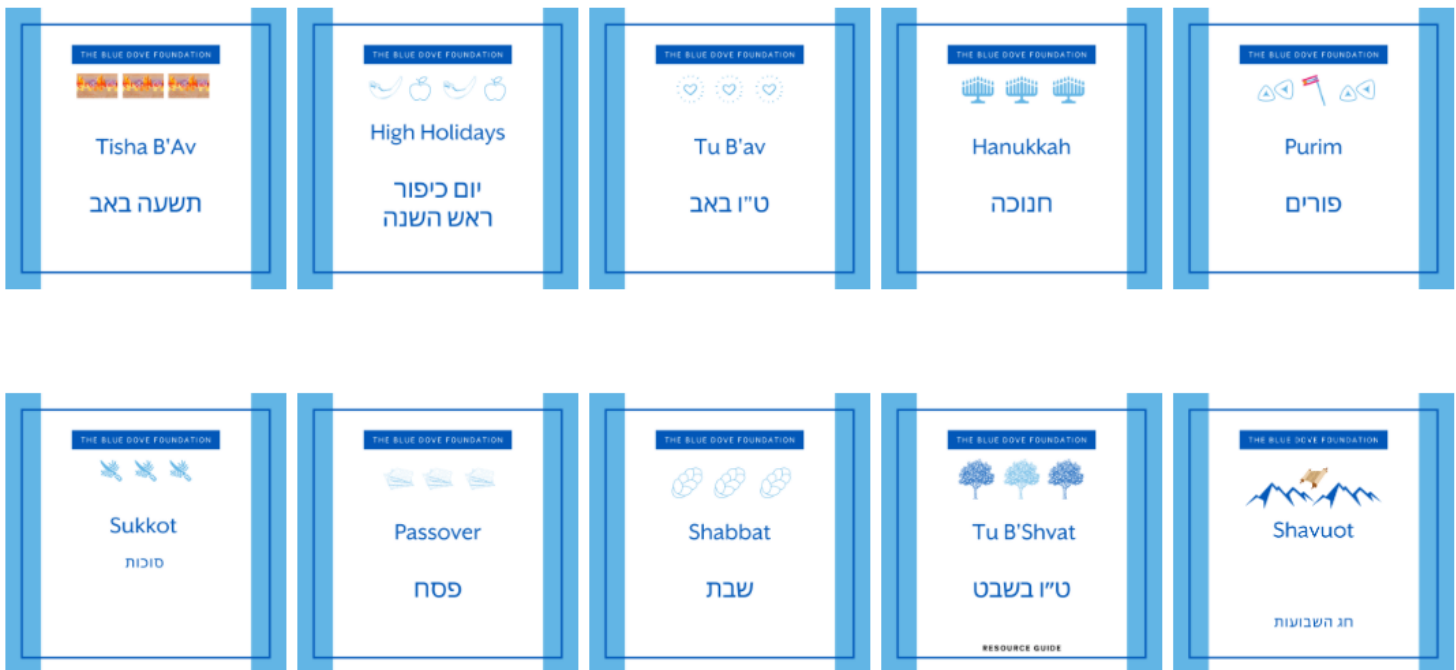 THE BLUE DOVE FOUNDATION
Tisha B'Av
תשעה באב
THE BLUE DOVE FOUNDATION
High Holidays
יום כיפור
ראש השנה
THE BLUE DOVE FOUNDATION
Tu B'av
ט"ו באב
THE BLUE DOVE FOUNDATION
Hanukkah
חנוכה
THE BLUE DOVE FOUNDATION
Purim
פורים
THE BLUE DOVE FOUNDATION
Sukkot
סוכות
THE BLUE DOVE FOUNDATION
Passover
פסח
THE BLUE DOVE FOUNDATION
Shabbat
שבת
THE BLUE DOVE FOUNDATION
Tu B'Shvat
ט״ו בשבט
RESOURCE GUIDE
THE BLUE DOVE FOUNDATION
Shavuot
חג השבועות